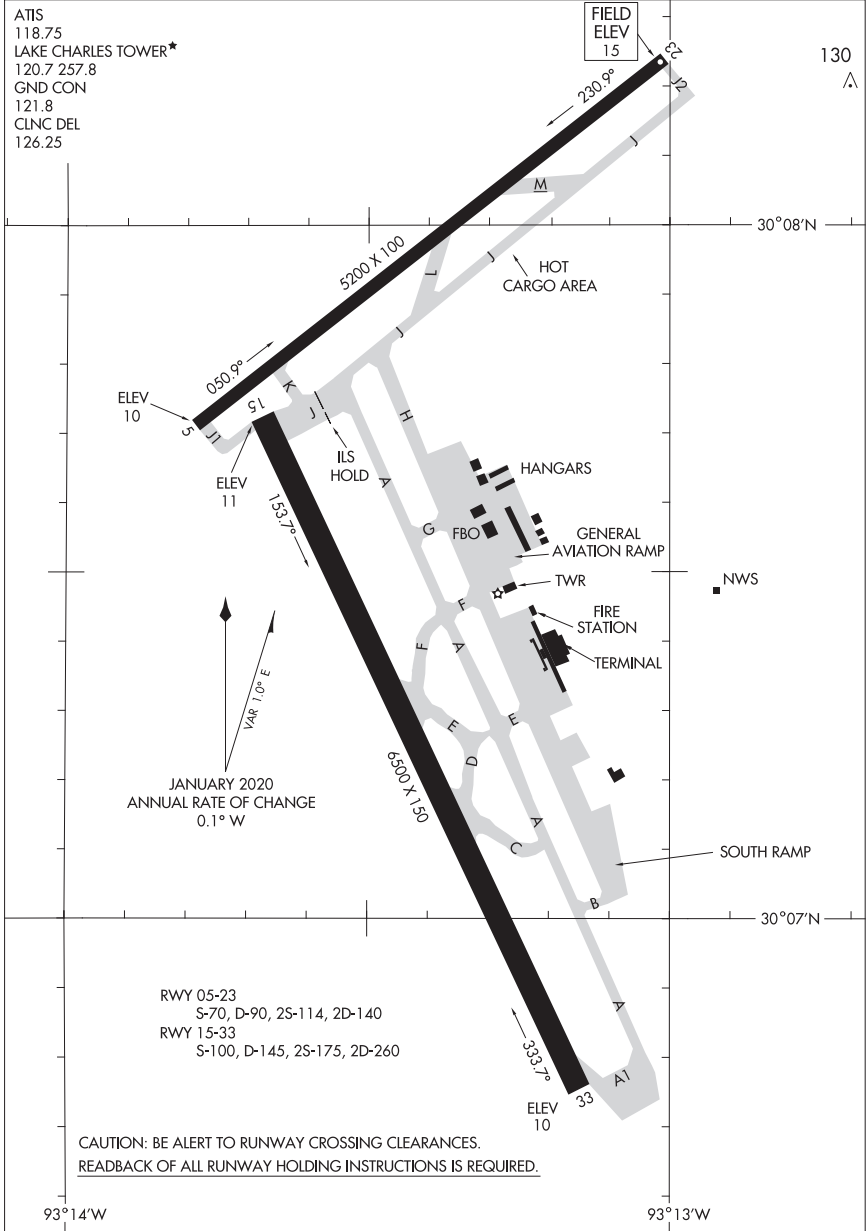 ATIS
118.75
LAKE CHARLES TOWER★
120.7 257.8
GND CON
121.8
CLNC DEL
126.25
FIELD
ELEV
15
130
23
J2
230.9°
J
M
30°08'N
5200 X 100
L
J
HOT
CARGO AREA
J
050.9°
K
ELEV
10
5
J1
15
J
H
ILS
HOLD
ELEV
11
A
HANGARS
153.7°
G
FBO
GENERAL
AVIATION RAMP
TWR
NWS
F
FIRE
STATION
F
A
TERMINAL
VAR 1.0° E
E
E
D
JANUARY 2020
ANNUAL RATE OF CHANGE
0.1° W
6500 X 150
A
C
SOUTH RAMP
B
30°07'N
RWY 05-23
S-70, D-90, 2S-114, 2D-140
RWY 15-33
S-100, D-145, 2S-175, 2D-260
A
333.7°
A1
33
ELEV
10
CAUTION: BE ALERT TO RUNWAY CROSSING CLEARANCES.
READBACK OF ALL RUNWAY HOLDING INSTRUCTIONS IS REQUIRED.
93°14'W
93°13'W